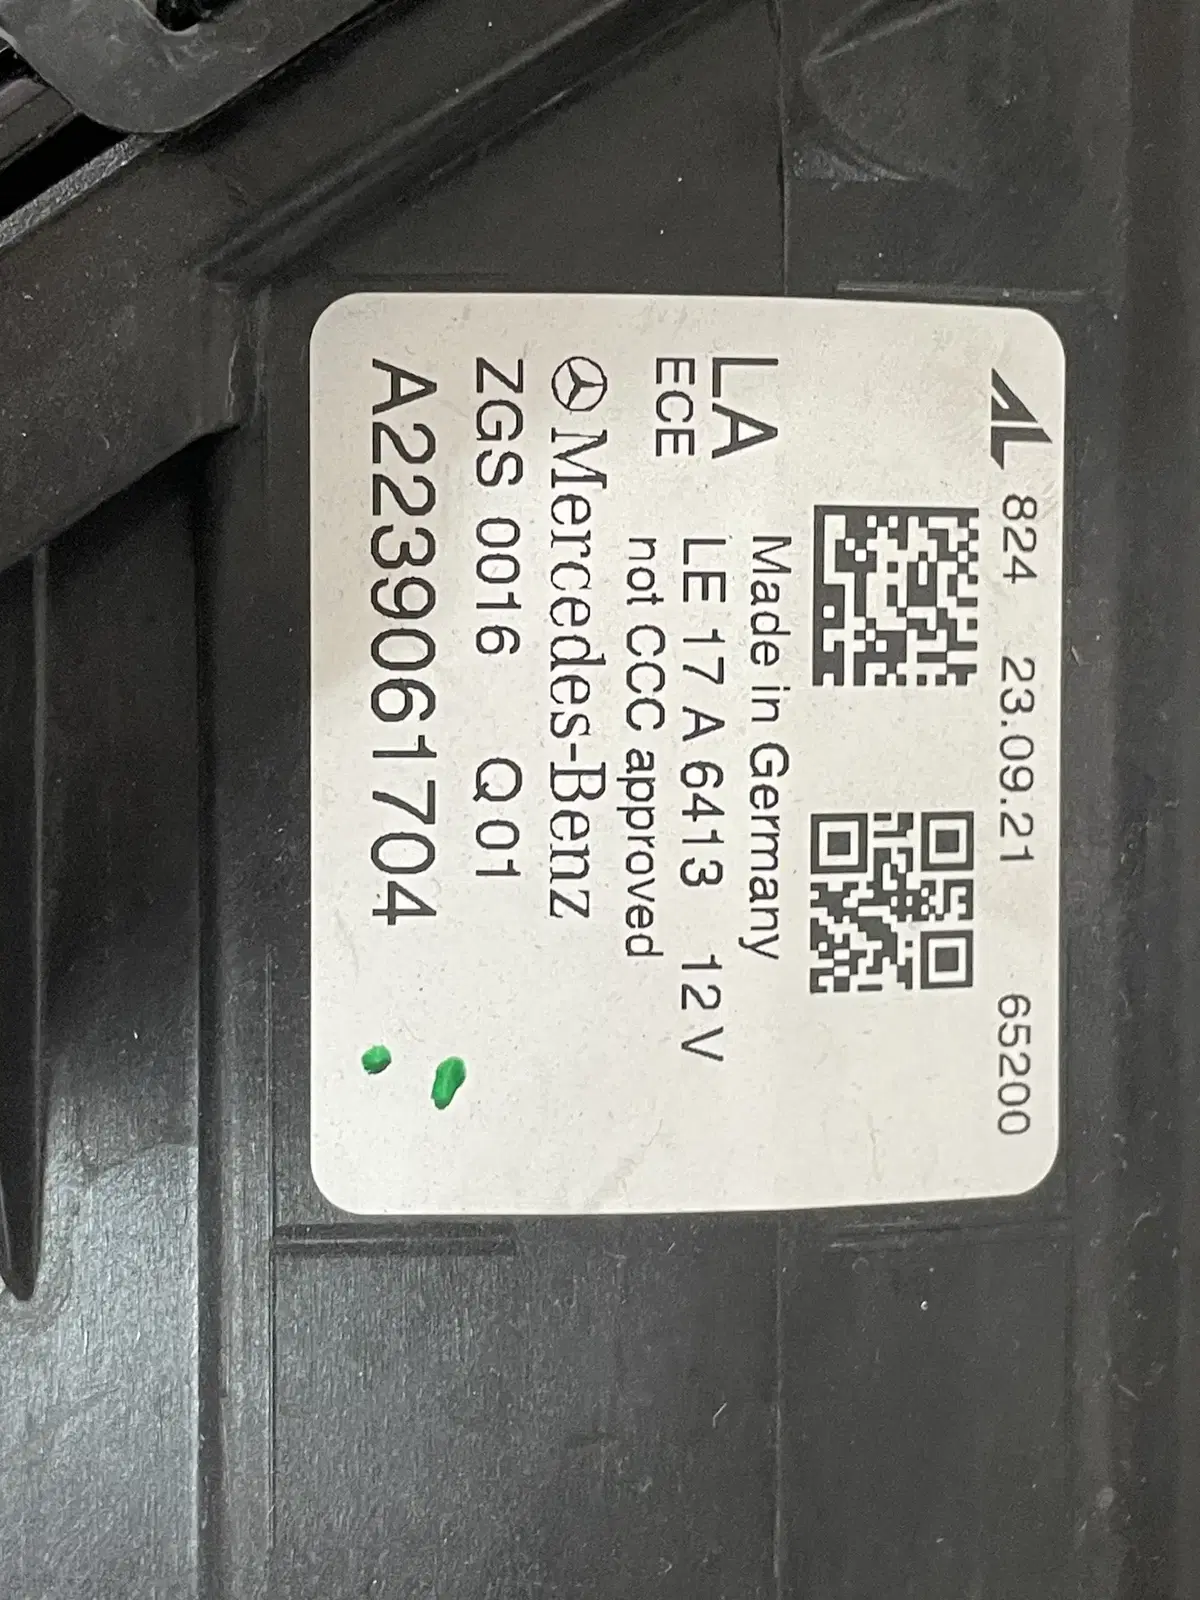 AL 824 23.09.21 65200
LA Made in Germany
ECE LE 17 A 6413 12 V
not CCC approved
Mercedes-Benz
ZGS 0016 Q 01
A2239061704